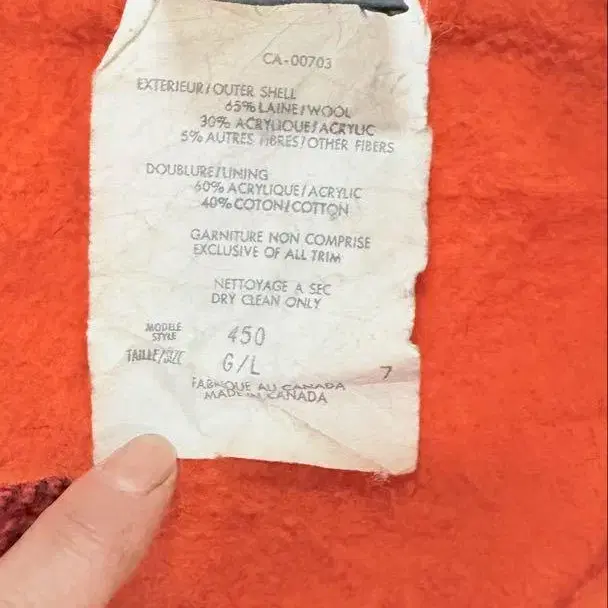 CA-00703
EXTERIEUR/OUTER SHELL
65% LAINE/WOOL
30% ACRYLIQUE/ACRYLIC
5% AUTRES FIBRES/OTHER FIBERS
DOUBLURE/LINING
60% ACRYLIQUE/ACRYLIC
40% COTON/COTTON
GARNITURE NON COMPRISE
EXCLUSIVE OF ALL TRIM
NETTOYAGE A SEC
DRY CLEAN ONLY
MODELE
STYLE 450
TAILLE/SIZE G/L 7
FABRIQUE AU CANADA
MADE IN CANADA